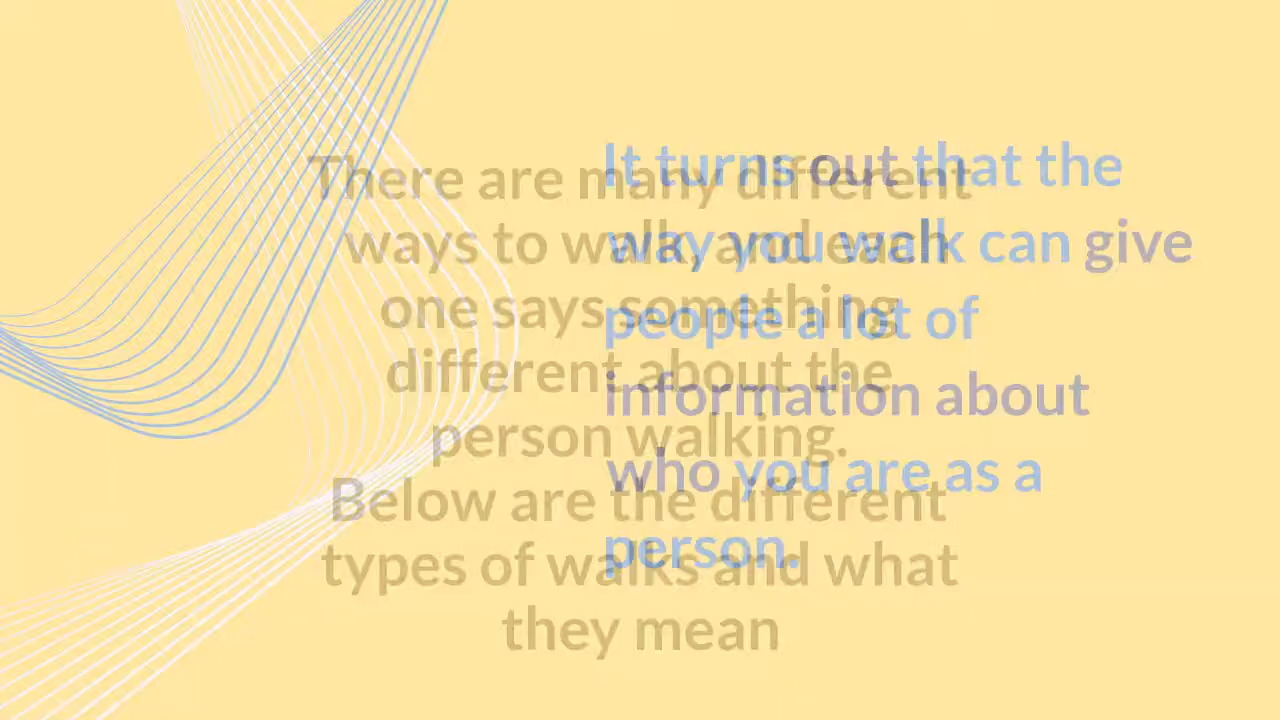 It turns out that the
way you walk can give
people a lot of
information about
who you are as a
person.
There are many different
ways to walk, and each
one says something
different about the
person walking.
Below are the different
types of walks and what
they mean